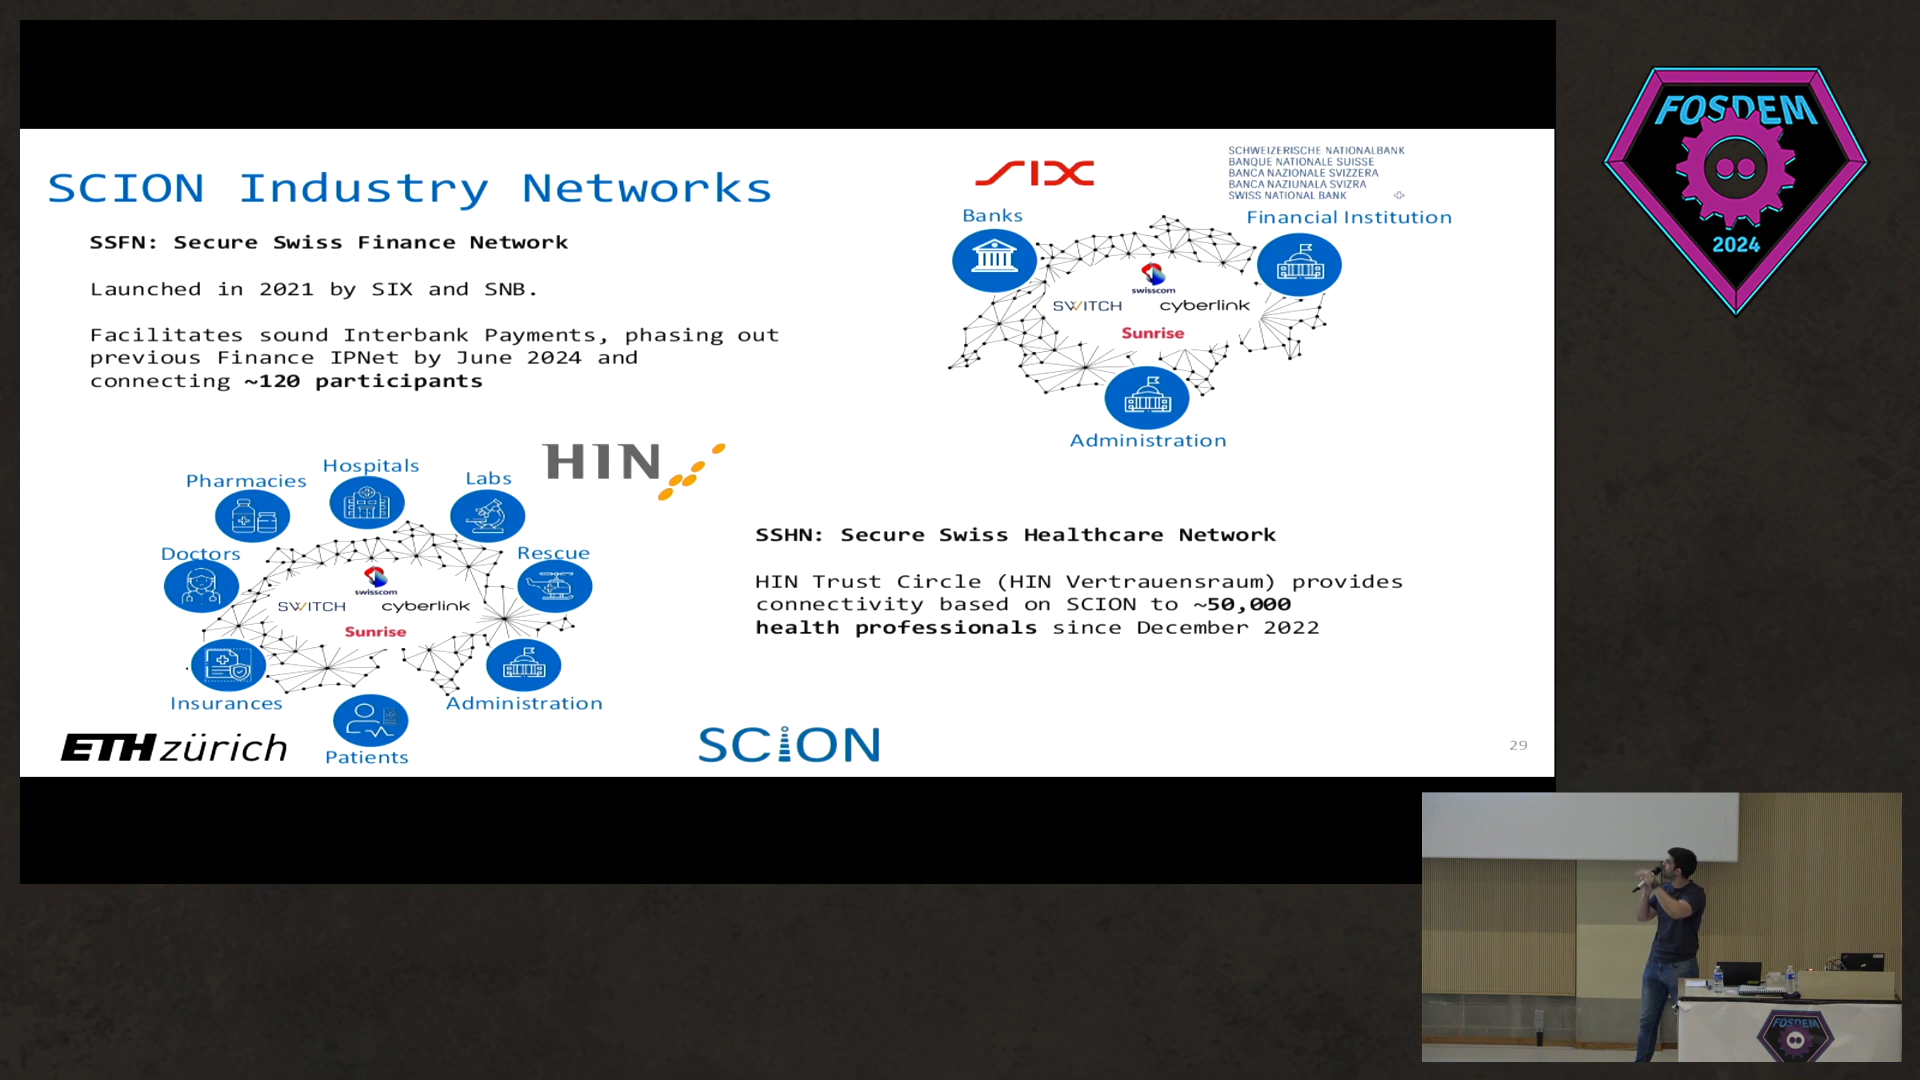 SCION Industry Networks
SSFN: Secure Swiss Finance Network
Launched in 2021 by SIX and SNB.
Facilitates sound Interbank Payments, phasing out
previous Finance IPNet by June 2024 and
connecting ~120 participants
SIX
SCHWEIZERISCHE NATIONALBANK
BANQUE NATIONALE SUISSE
BANCA NAZIONALE SVIZZERA
BANCA NAZIUNALA SVIZRA
SWISS NATIONAL BANK
Banks
Financial Institution
swisscom
SWITCH
cyberlink
Sunrise
Administration
HIN
Pharmacies
Hospitals
Labs
Doctors
Rescue
swisscom
SWITCH
cyberlink
Sunrise
Insurances
Administration
Patients
SSHN: Secure Swiss Healthcare Network
HIN Trust Circle (HIN Vertrauensraum) provides
connectivity based on SCION to ~50,000
health professionals since December 2022
ETH zürich
SCION
29
FOSDEM
2024
FOSDEM